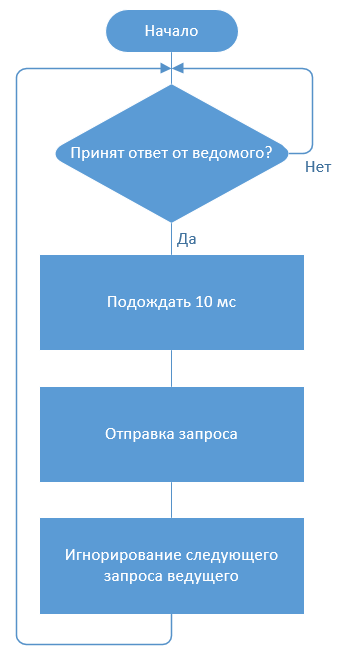 Начало
Принят ответ от ведомого?
Нет
Да
Подождать 10 мс
Отправка запроса
Игнорирование следующего
запроса ведущего